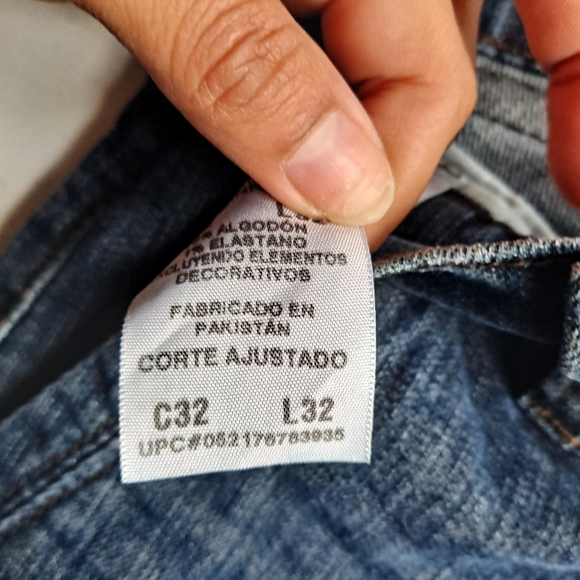 ALGODÓN
ELASTANO
EXCLUYENDO ELEMENTOS
DECORATIVOS
FABRICADO EN
PAKISTÁN
CORTE AJUSTADO
C32 L32
UPC#052176783935